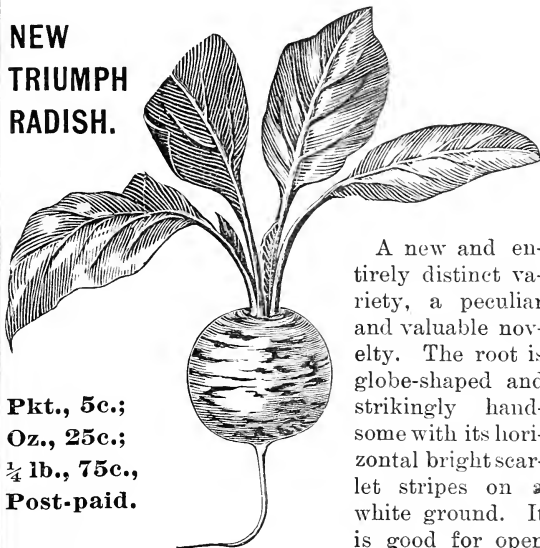 NEW
TRIUMPH
RADISH.
Pkt., 5c.;
Oz., 25c.;
¼ lb., 75c.,
Post-paid.
A new and en-
tirely distinct va-
riety, a peculiar
and valuable nov-
elty. The root is
globe-shaped and
strikingly hand-
some with its hori-
zontal bright scar-
let stripes on a
white ground. It
is good for open